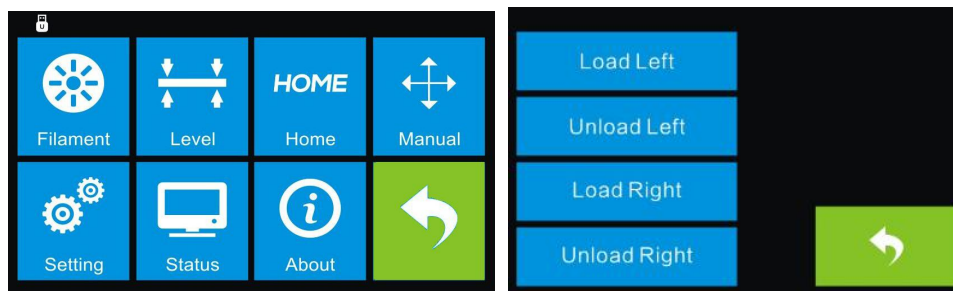 U
HOME
Filament
Level
Home
Manual
i
Setting
Status
About
Load Left
Unload Left
Load Right
Unload Right